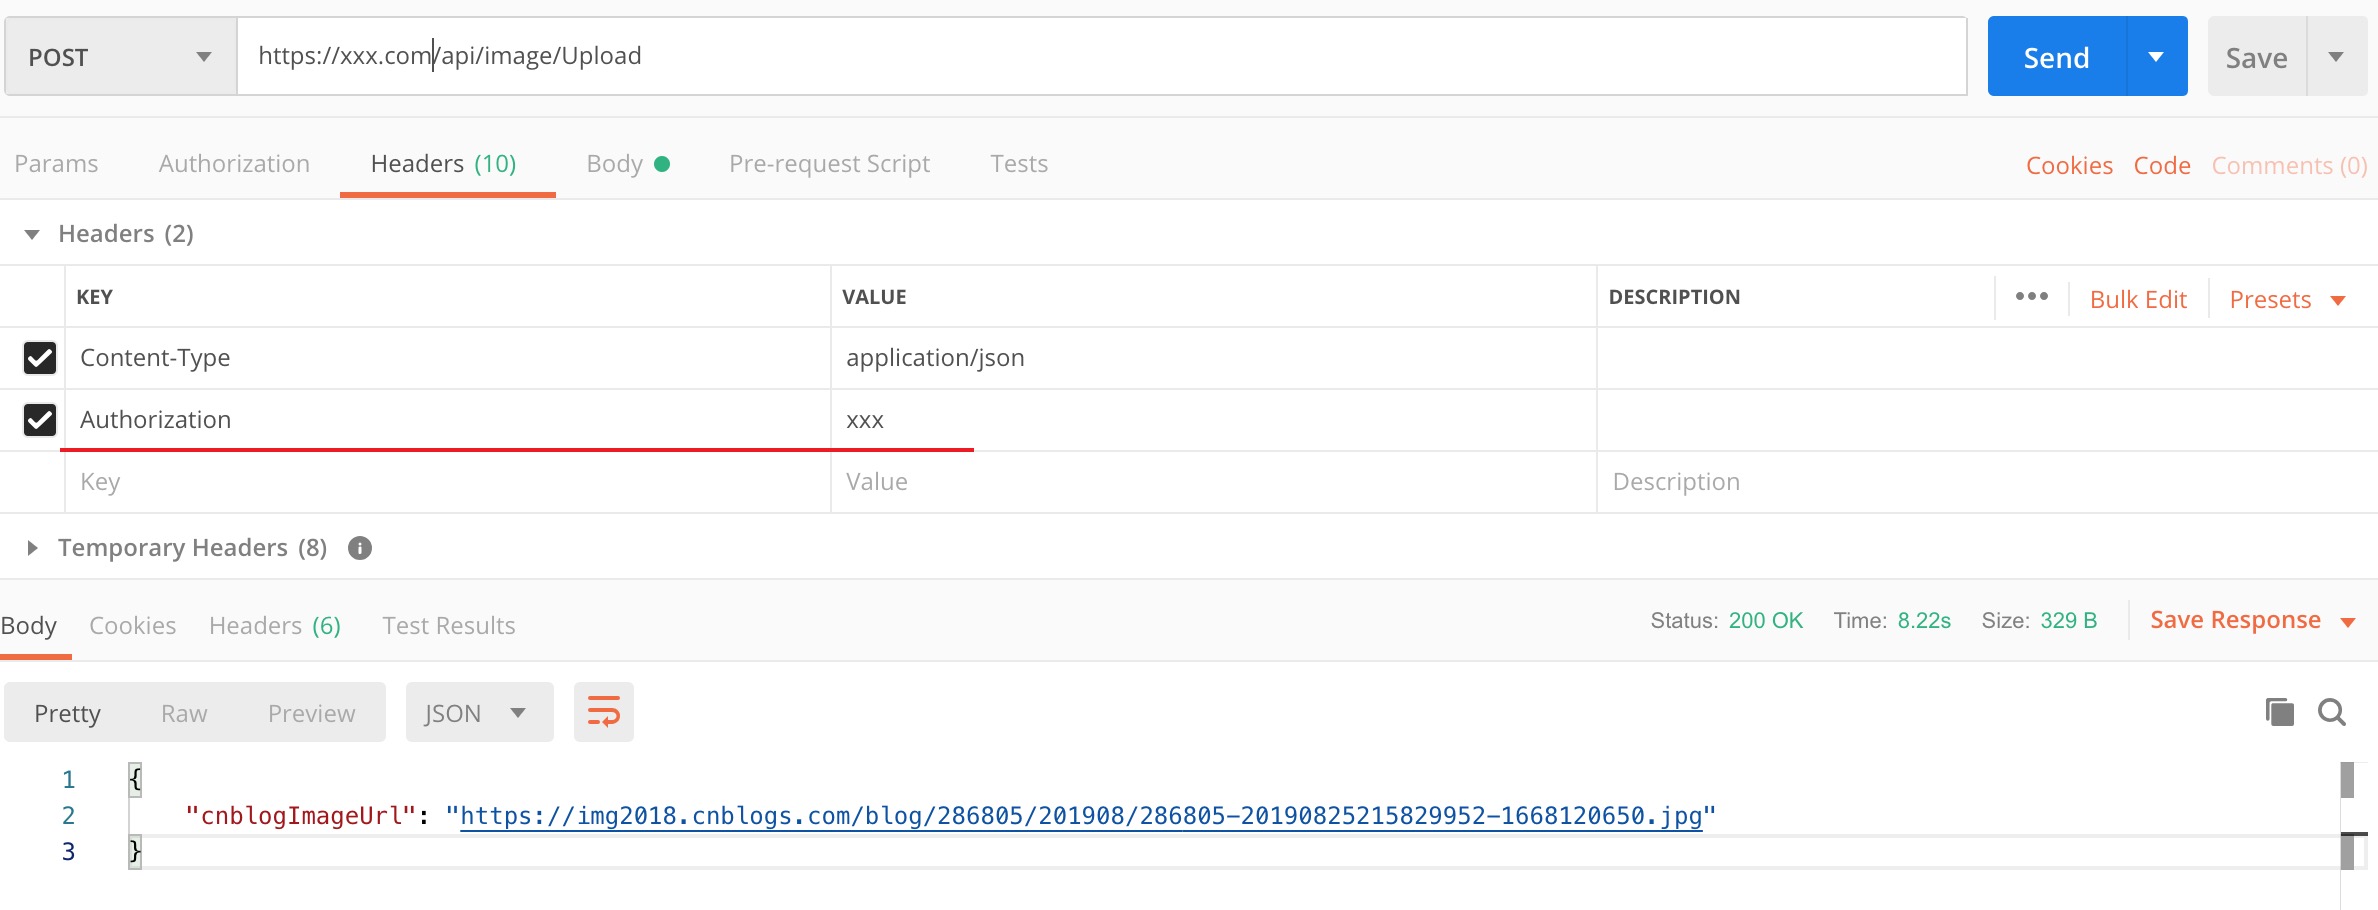 POST https://xxx.com/api/image/Upload Send Save
Params Authorization Headers (10) Body Pre-request Script Tests Cookies Code Comments (0)
Headers (2)
KEY VALUE DESCRIPTION ••• Bulk Edit Presets
Content-Type application/json
Authorization xxx
Key Value Description
Temporary Headers (8) i
Body Cookies Headers (6) Test Results Status: 200 OK Time: 8.22s Size: 329 B Save Response
Pretty Raw Preview JSON
1 {
2 "cnblogImageUrl": "https://img2018.cnblogs.com/blog/286805/201908/286805-20190825215829952-1668120650.jpg"
3 }